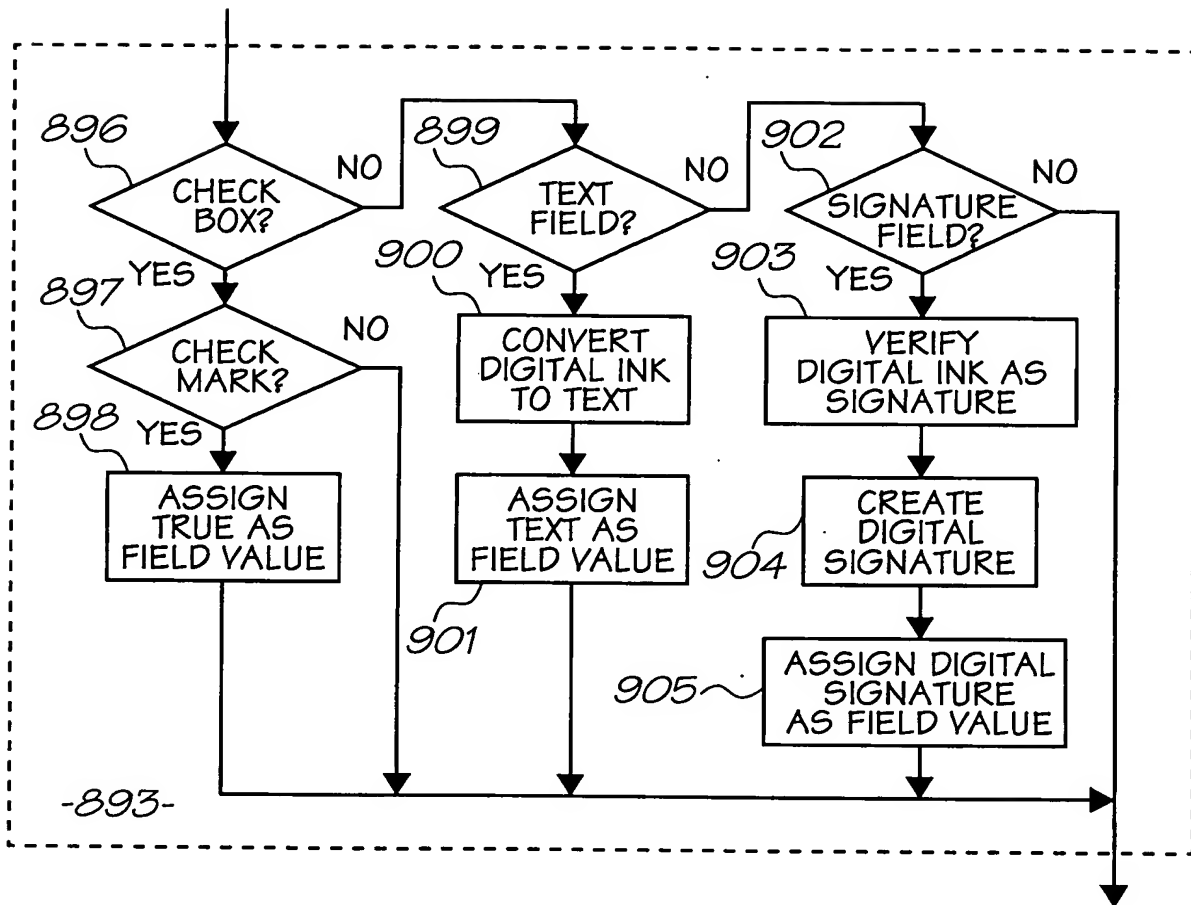 896
CHECK
BOX?
NO
YES
899
TEXT
FIELD?
NO
YES
902
SIGNATURE
FIELD?
NO
YES
897
CHECK
MARK?
NO
YES
898
ASSIGN
TRUE AS
FIELD VALUE
900
CONVERT
DIGITAL INK
TO TEXT
901
ASSIGN
TEXT AS
FIELD VALUE
903
VERIFY
DIGITAL INK AS
SIGNATURE
904
CREATE
DIGITAL
SIGNATURE
905
ASSIGN DIGITAL
SIGNATURE
AS FIELD VALUE
-893-